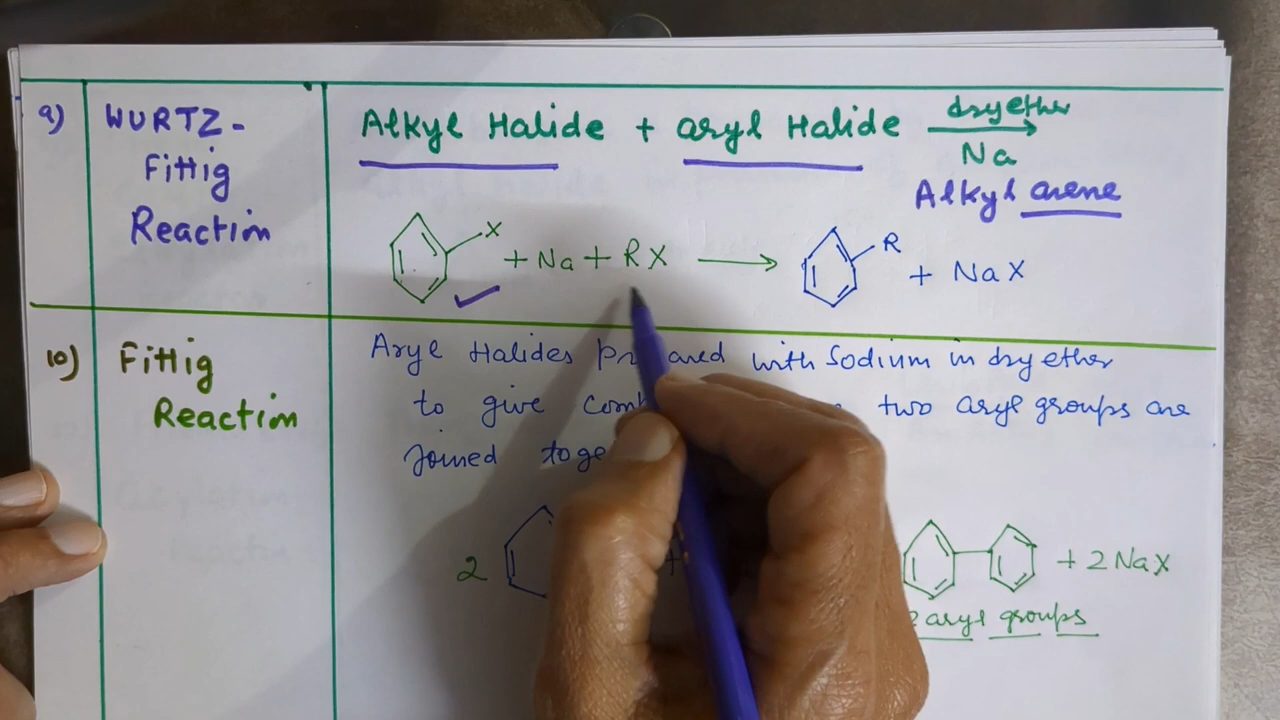 9) WURTZ-
Fittig
Reaction
Alkyl Halide + aryl Halide
dry ether
Na
Alkyl arene
X
+ Na + RX
R
+ NaX
10) Fittig
Reaction
Aryl Halides with Sodium in dry ether
to give two aryl groups are
Joined
2
+
+ 2 NaX
aryl groups